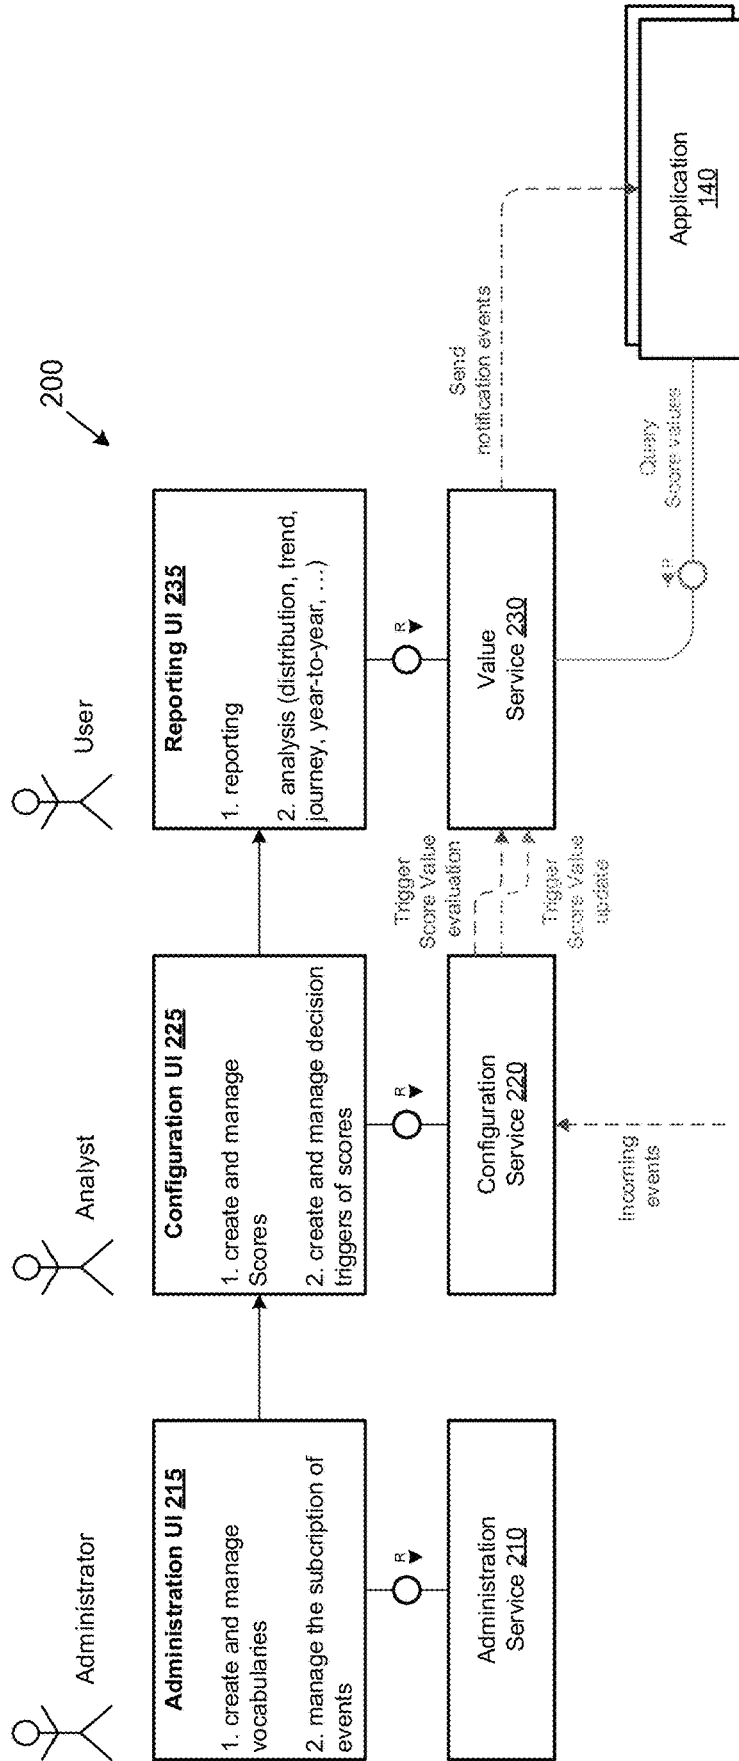 200
Administrator
Analyst
User
Administration UI 215
1. create and manage
vocabularies
2. manage the subcription of
events
Configuration UI 225
1. create and manage
Scores
2. create and manage decision
triggers of scores
Reporting UI 235
1. reporting
2. analysis (distribution, trend,
journey, year-to-year, ...)
R
R
R
Administration
Service 210
Configuration
Service 220
Trigger
Score Value
evaluation
Trigger
Score Value
update
Value
Service 230
Send
notification events
Incoming
events
Query
Score values
R
Application
140